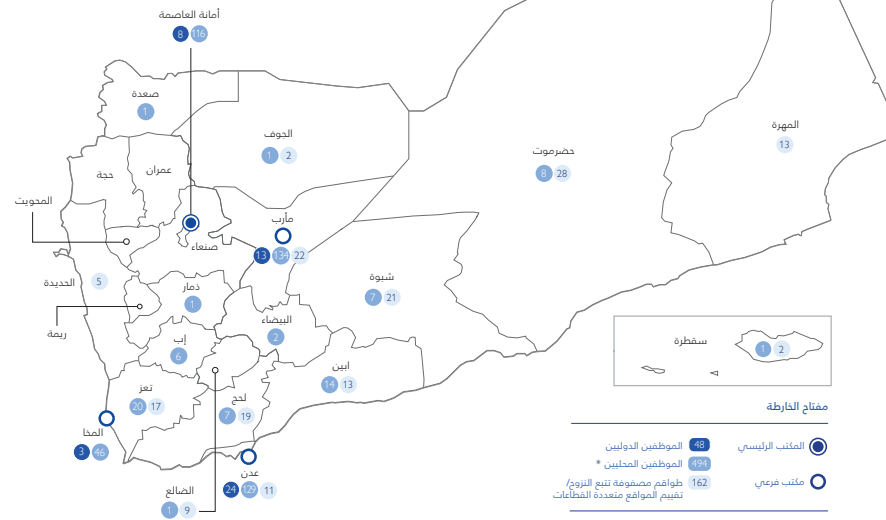 أمانة العاصمة
8 116
صعدة
1
الجوف
1 2
المهرة
13
حضرموت
8 28
عمران
حجة
المحويت
مأرب
13 134 22
صنعاء
شبوة
7 21
الحديدة
5
ذمار
1
ريمة
البيضاء
2
إب
6
سقطرة
1 2
ابين
14 13
تعز
20 17
لحج
7 19
المخا
3 46
عدن
24 129 11
الضالع
1 9
مفتاح الخارطة
المكتب الرئيسي
مكتب فرعي
48 الموظفين الدوليين
494 الموظفين المحليين *
162 طواقم مصفوفة تتبع النزوح/
تقييم المواقع متعددة القطاعات